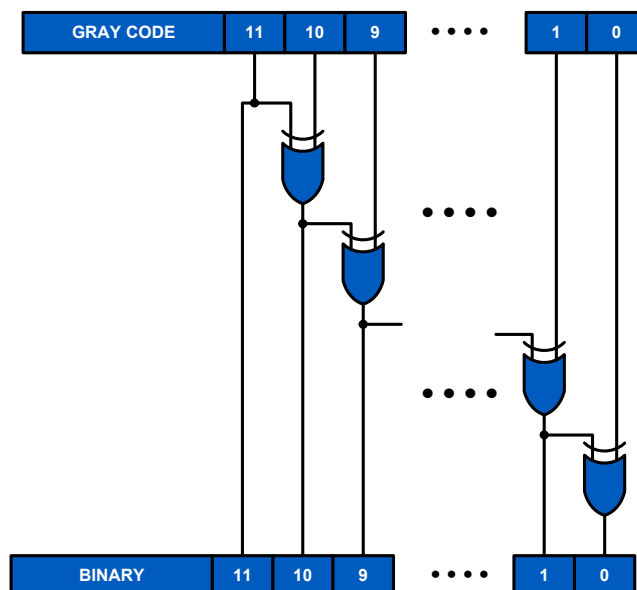 GRAY CODE 11 10 9 •••• 1 0
BINARY 11 10 9 •••• 1 0